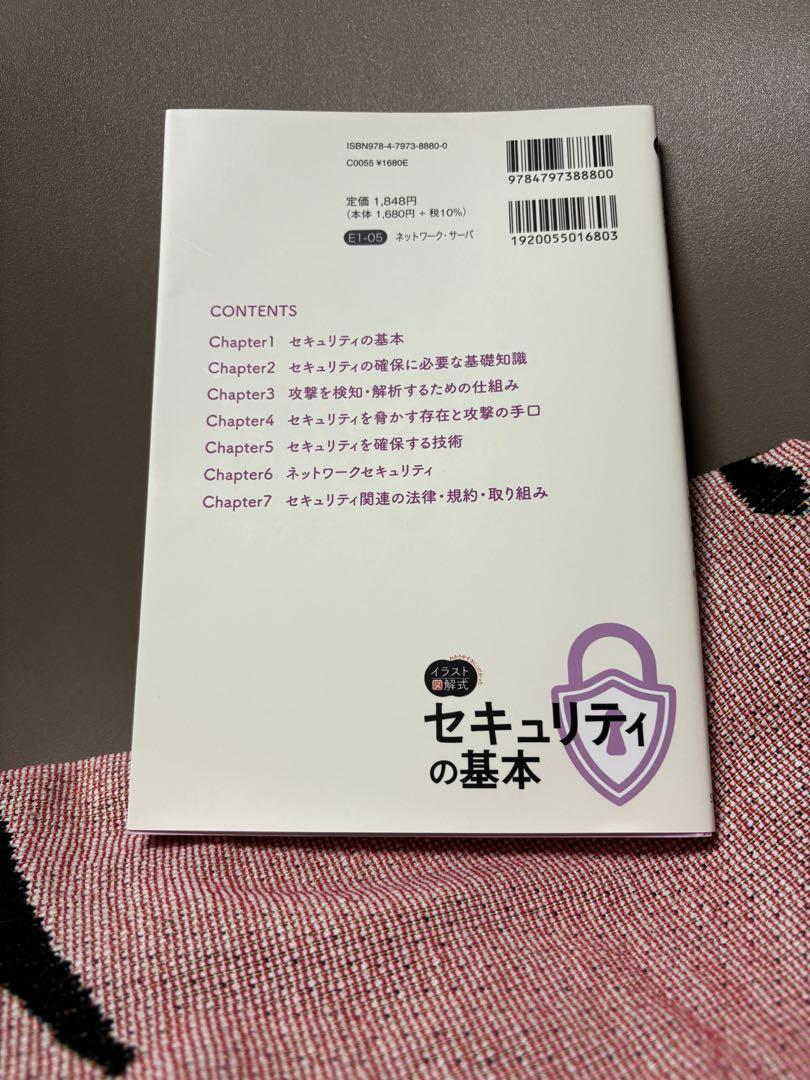 ISBN978-4-7973-8880-0
C0055 ¥1680E
9784797388800
定価 1,848円
(本体 1,680円 + 税10%)
E1-05 ネットワーク・サーバ
1920055016803
CONTENTS
Chapter1 セキュリティの基本
Chapter2 セキュリティの確保に必要な基礎知識
Chapter3 攻撃を検知・解析するための仕組み
Chapter4 セキュリティを脅かす存在と攻撃の手口
Chapter5 セキュリティを確保する技術
Chapter6 ネットワークセキュリティ
Chapter7 セキュリティ関連の法律・規約・取り組み
イラスト
図解式
セキュリティ
の基本